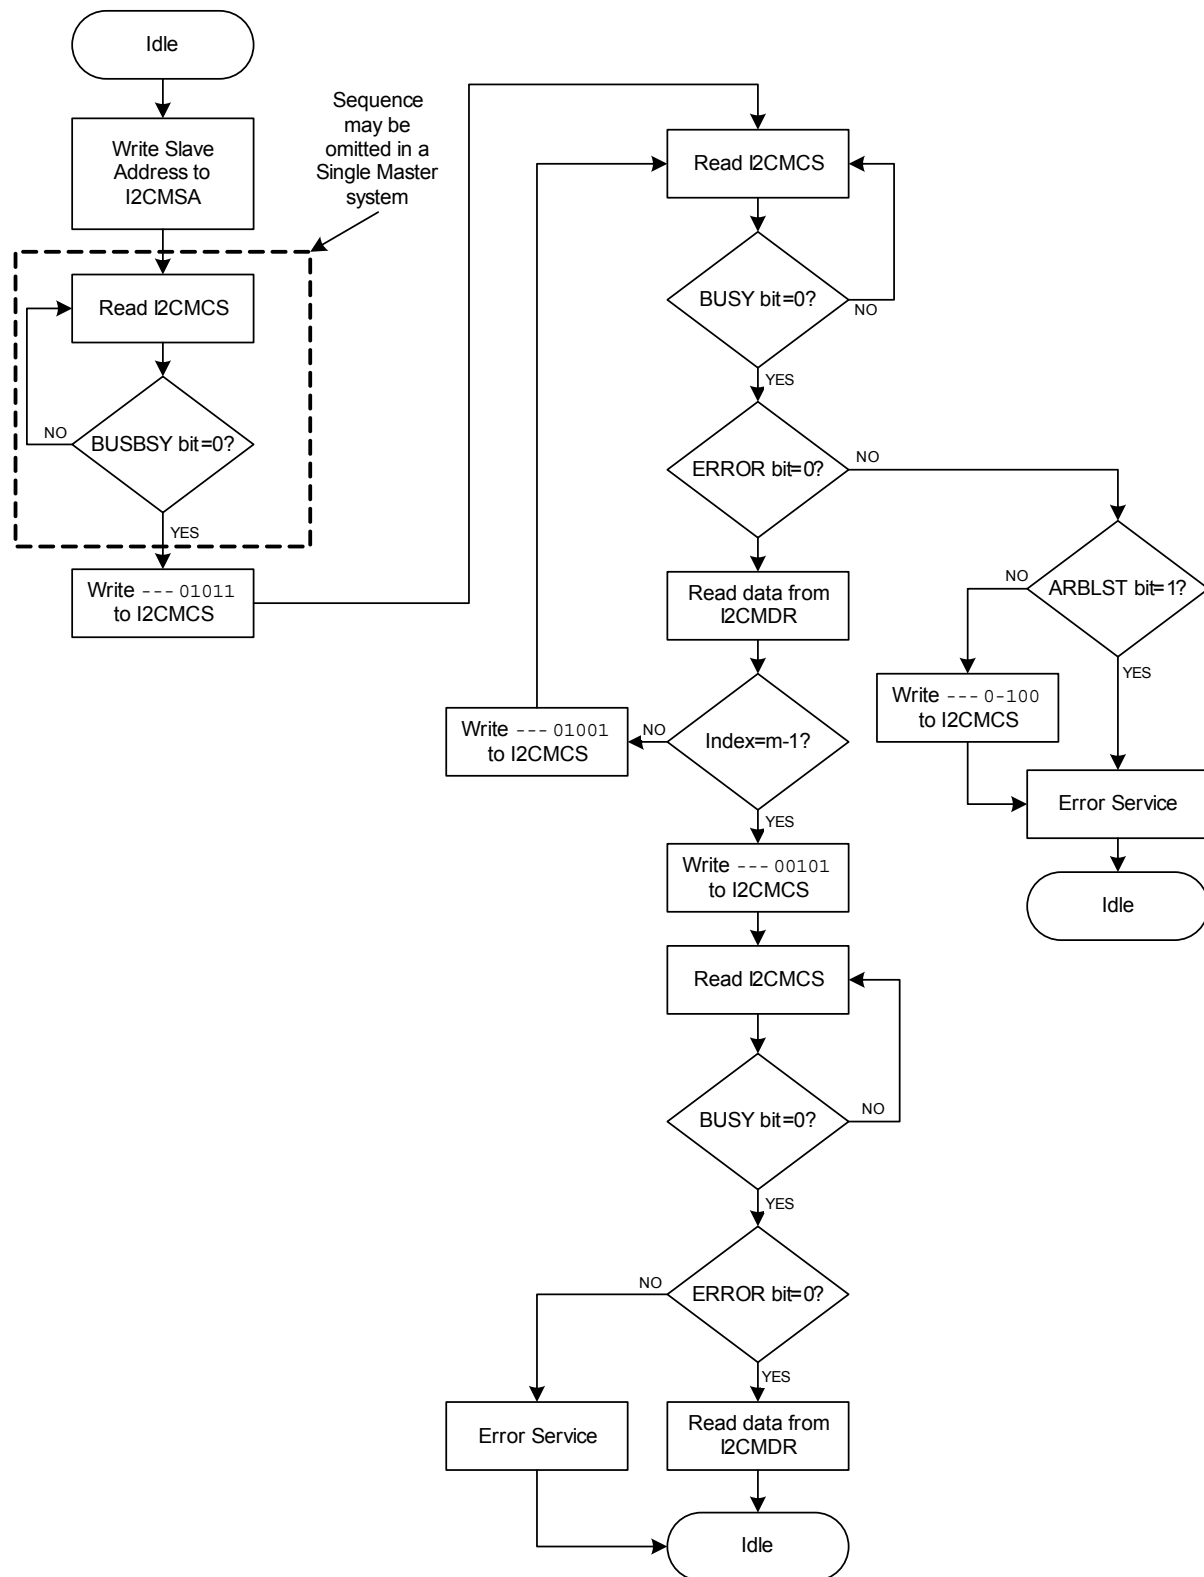 Idle
Write Slave
Address to
I2CMSA
Sequence
may be
omitted in a
Single Master
system
Read I2CMCS
BUSBSY bit=0?
NO
YES
Write --- 01011
to I2CMCS
Read I2CMCS
BUSY bit=0?
NO
YES
ERROR bit=0?
NO
Read data from
I2CMDR
ARBLST bit=1?
NO
YES
Write --- 0-100
to I2CMCS
Error Service
Idle
Index=m-1?
NO
Write --- 01001
to I2CMCS
YES
Write --- 00101
to I2CMCS
Read I2CMCS
BUSY bit=0?
NO
YES
ERROR bit=0?
NO
YES
Error Service
Read data from
I2CMDR
Idle